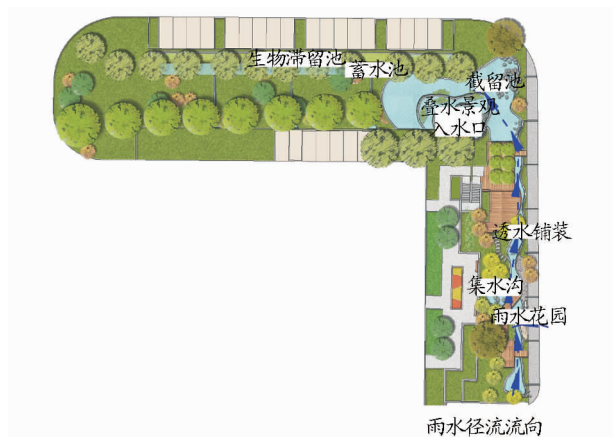 生物滞留池
蓄水池
截留池
叠水景观
入水口
透水铺装
集水沟
雨水花园
雨水径流流向